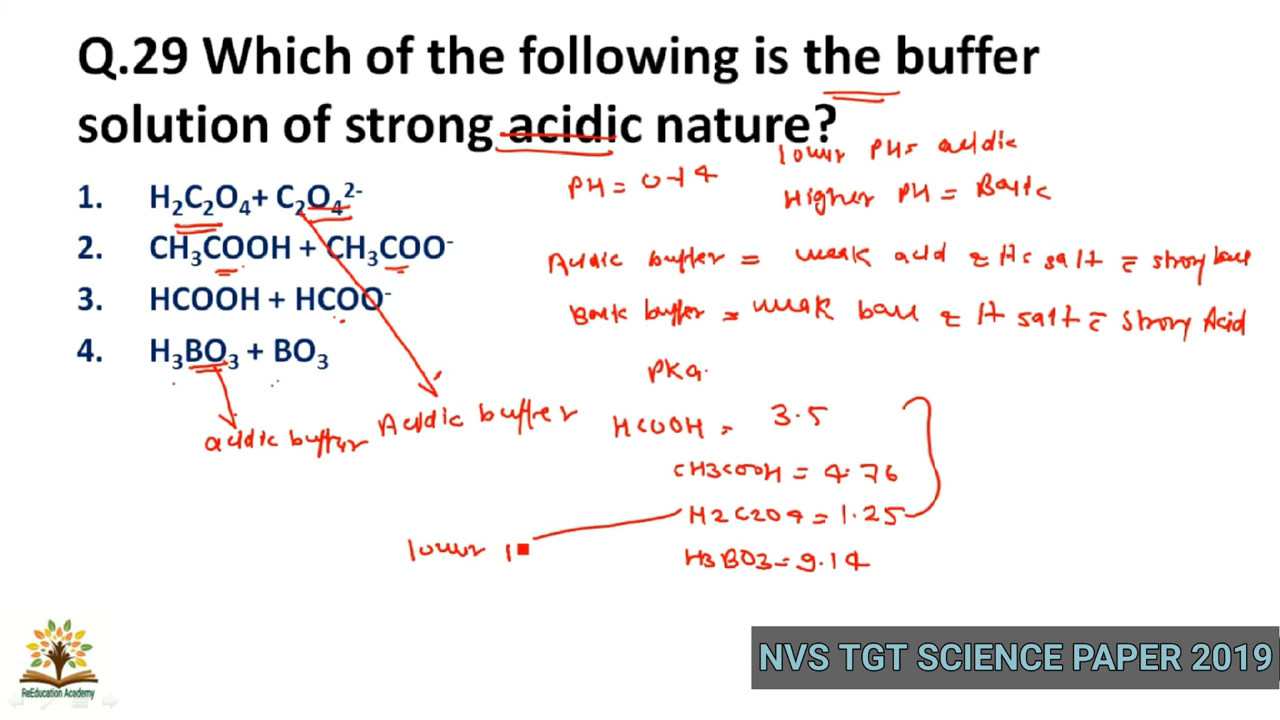 Q.29 Which of the following is the buffer
solution of strong acidic nature?
lower PH= acidic
PH = 0-14
Higher PH = Basic
1. H₂C₂O₄+ C₂O₄²⁻
2. CH₃COOH + CH₃COO⁻
3. HCOOH + HCOO⁻
4. H₃BO₃ + BO₃
Acidic buffer = weak acid & Its salt c̄ strong base
Basic buffer = weak base & It salt c̄ strong Acid
PKa.
HCOOH = 3.5
CH3COOH = 4.76
H2C2O4 = 1.25
H3BO3 = 9.14
acidic buffer
Acidic buffer
lower
ReEducation Academy
NVS TGT SCIENCE PAPER 2019